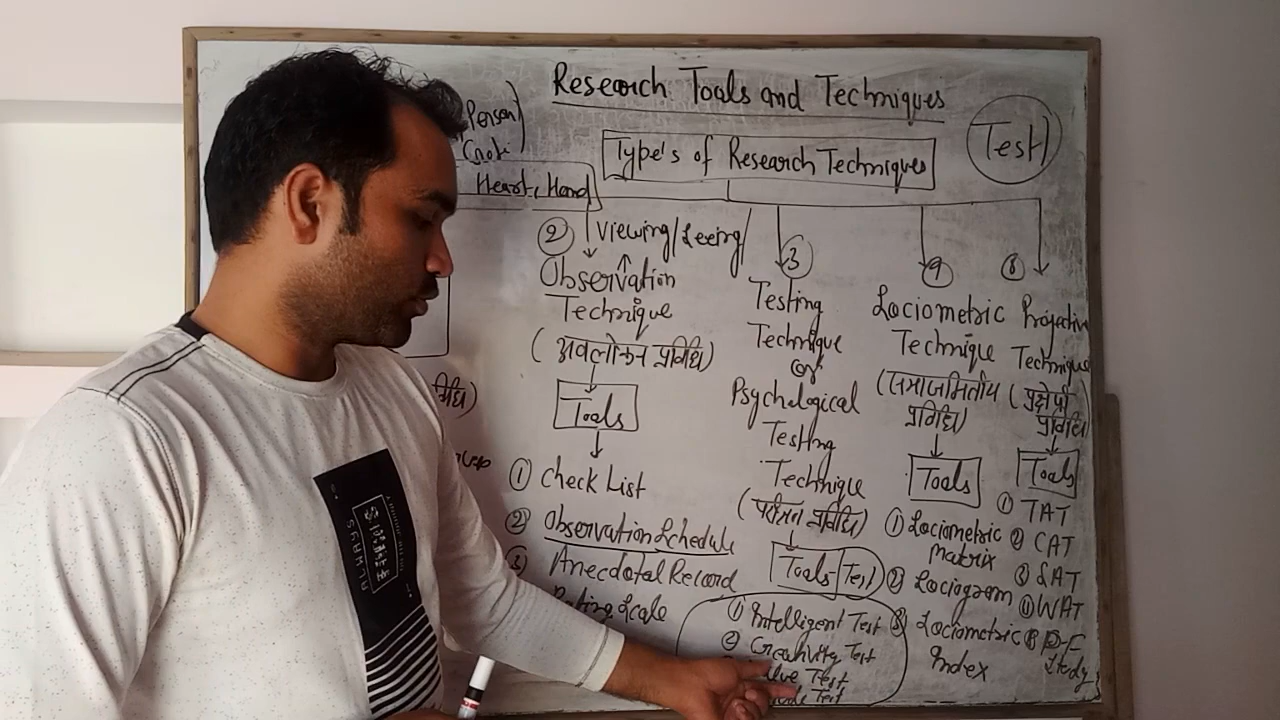 Research Tools and Techniques
Test
Type's of Research Techniques
Person)
Heart, Hand
② Viewing/Seeing/
Observation
Technique
(अवलोकन प्रविधि)
Tools
① Check List
② Observation Schedule
③ Anecdotal Record
Rating Scale
③
Testing
Technique
or
Psychological
Testing
Technique
(परीक्षण प्रविधि)
Tools Test
① Intelligent Test
② Creativity Test
Test
Test
Sociometric
Technique
(समाजमितीय
प्रविधि)
Tools
① Sociometric
Matrix
② Sociogram
③ Sociometric
Index
Projective
Technique
(प्रक्षेपी
प्रविधि)
Tools
① TAT
② CAT
③ SAT
④ WAT
P-F
Study